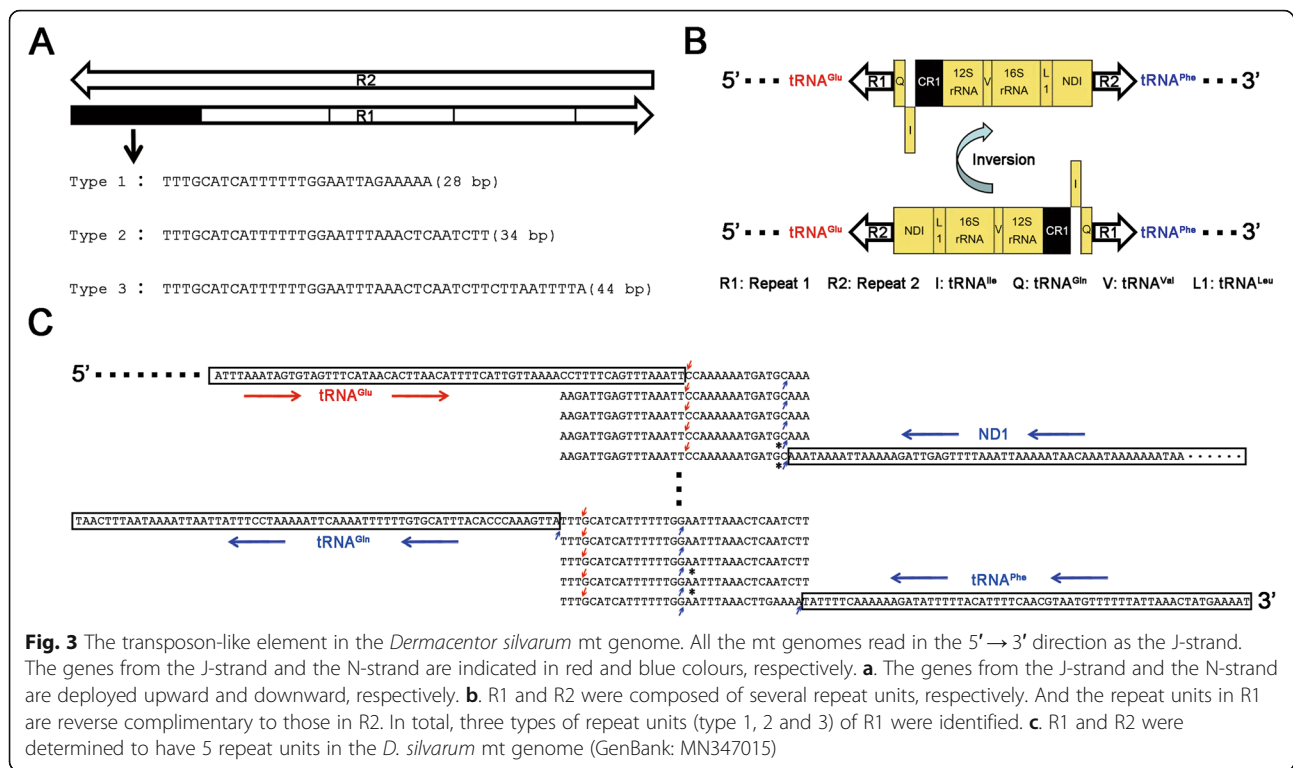 A
R2
R1
Type 1 : TTTGCATCATTTTTTGGAATTAGAAAAA(28 bp)
Type 2 : TTTGCATCATTTTTTGGAATTTAAACTCAATCTT(34 bp)
Type 3 : TTTGCATCATTTTTTGGAATTTAAACTCAATCTTCTTAATTTTA(44 bp)
B
5’ tRNAGlu R1 Q I CR1 12S rRNA V 16S rRNA L1 NDI R2 tRNAPhe 3’
Inversion
5’ tRNAGlu R2 NDI L1 16S rRNA V 12S rRNA CR1 I Q R1 tRNAPhe 3’
R1: Repeat 1 R2: Repeat 2 I: tRNAIle Q: tRNAGln V: tRNAVal L1: tRNALeu
C
5’ ATTTAAATAGTGTAGTTTCATAACACTTAACATTTTCATTGTTAAAACCTTTTCAGTTTAAATTCCAAAAAATGATGCAAA
tRNAGlu
AAGATTGAGTTTAAATTCCAAAAAATGATGCAAA
AAGATTGAGTTTAAATTCCAAAAAATGATGCAAA
AAGATTGAGTTTAAATTCCAAAAAATGATGCAAA
ND1
AAGATTGAGTTTAAATTCCAAAAAATGATGCAAATAAAATTAAAAAGATTGAGTTTTAAATTAAAAATAACAAATAAAAAAATAA
TAACTTTAATAAAATTAATTATTTCCTAAAAATTCAAAATTTTTTGTGCATTTACACCCAAAGTTATTTGCATCATTTTTTGGAATTTAAACTCAATCTT
tRNAGln
TTTGCATCATTTTTTGGAATTTAAACTCAATCTT
TTTGCATCATTTTTTGGAATTTAAACTCAATCTT
TTTGCATCATTTTTTGGAATTTAAACTCAATCTT
tRNAPhe
TTTGCATCATTTTTTGGAATTTAAACTTGAAAATATTTTCAAAAAAGATATTTTTACATTTTCAACGTAATGTTTTTTATTAAACTATGAAAAT 3’
Fig. 3 The transposon-like element in the Dermacentor silvarum mt genome. All the mt genomes read in the 5′ → 3′ direction as the J-strand.
The genes from the J-strand and the N-strand are indicated in red and blue colours, respectively. a. The genes from the J-strand and the N-strand
are deployed upward and downward, respectively. b. R1 and R2 were composed of several repeat units, respectively. And the repeat units in R1
are reverse complimentary to those in R2. In total, three types of repeat units (type 1, 2 and 3) of R1 were identified. c. R1 and R2 were
determined to have 5 repeat units in the D. silvarum mt genome (GenBank: MN347015)